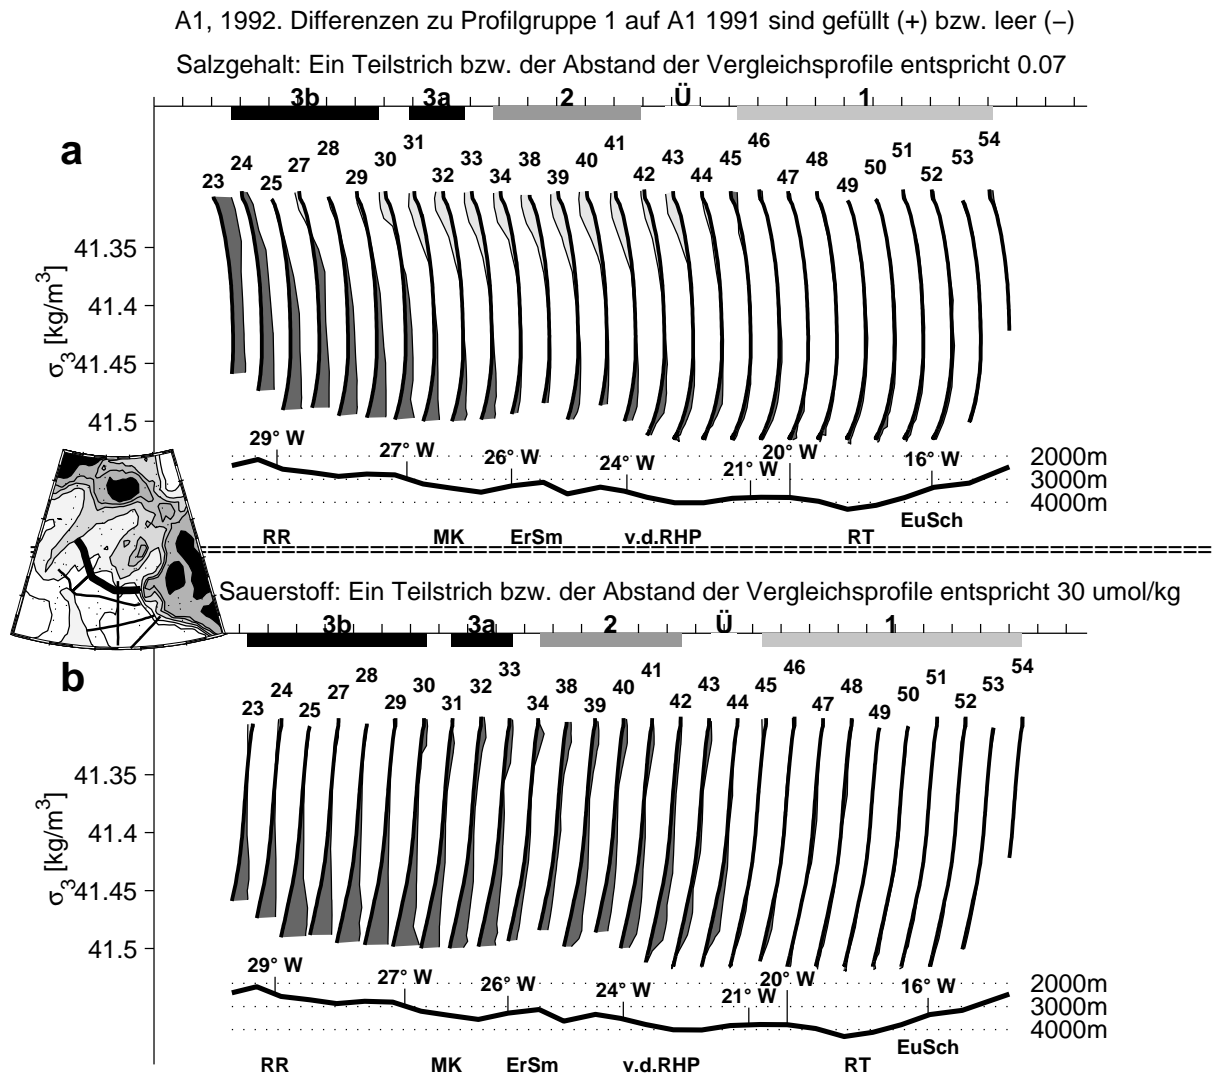 A1, 1992. Differenzen zu Profilgruppe 1 auf A1 1991 sind gefüllt (+) bzw. leer (−)
Salzgehalt: Ein Teilstrich bzw. der Abstand der Vergleichsprofile entspricht 0.07
3b 3a 2 Ü 1
a
23 24 25 27 28 29 30 31 32 33 34 38 39 40 41 42 43 44 45 46 47 48 49 50 51 52 53 54
41.35
41.4
41.45
41.5
σ3 [kg/m3]
29° W 27° W 26° W 24° W 21° W 20° W 16° W
2000m
3000m
4000m
RR MK ErSm v.d.RHP RT EuSch
Sauerstoff: Ein Teilstrich bzw. der Abstand der Vergleichsprofile entspricht 30 umol/kg
3b 3a 2 Ü 1
b
23 24 25 27 28 29 30 31 32 33 34 38 39 40 41 42 43 44 45 46 47 48 49 50 51 52 53 54
41.35
41.4
41.45
41.5
σ3 [kg/m3]
29° W 27° W 26° W 24° W 21° W 20° W 16° W
2000m
3000m
4000m
RR MK ErSm v.d.RHP RT EuSch